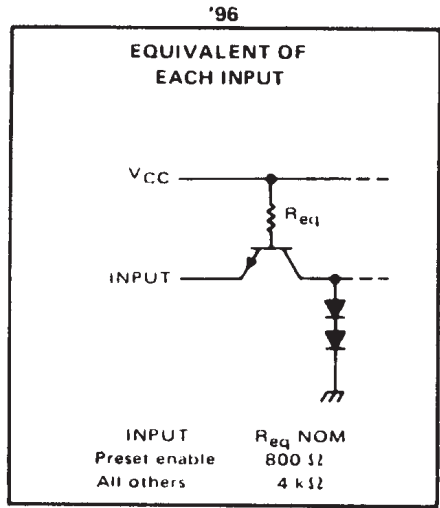 '96
EQUIVALENT OF
EACH INPUT
VCC
Req
INPUT
INPUT Req NOM
Preset enable 800 Ω
All others 4 kΩ